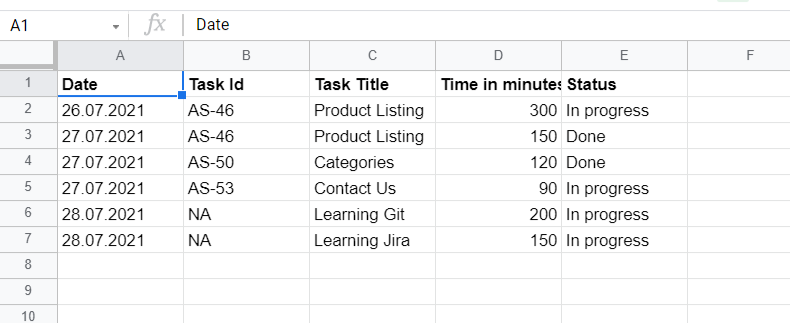 A1 fx Date
A B C D E F
1 Date Task Id Task Title Time in minutes Status
2 26.07.2021 AS-46 Product Listing 300 In progress
3 27.07.2021 AS-46 Product Listing 150 Done
4 27.07.2021 AS-50 Categories 120 Done
5 27.07.2021 AS-53 Contact Us 90 In progress
6 28.07.2021 NA Learning Git 200 In progress
7 28.07.2021 NA Learning Jira 150 In progress
8
9
10